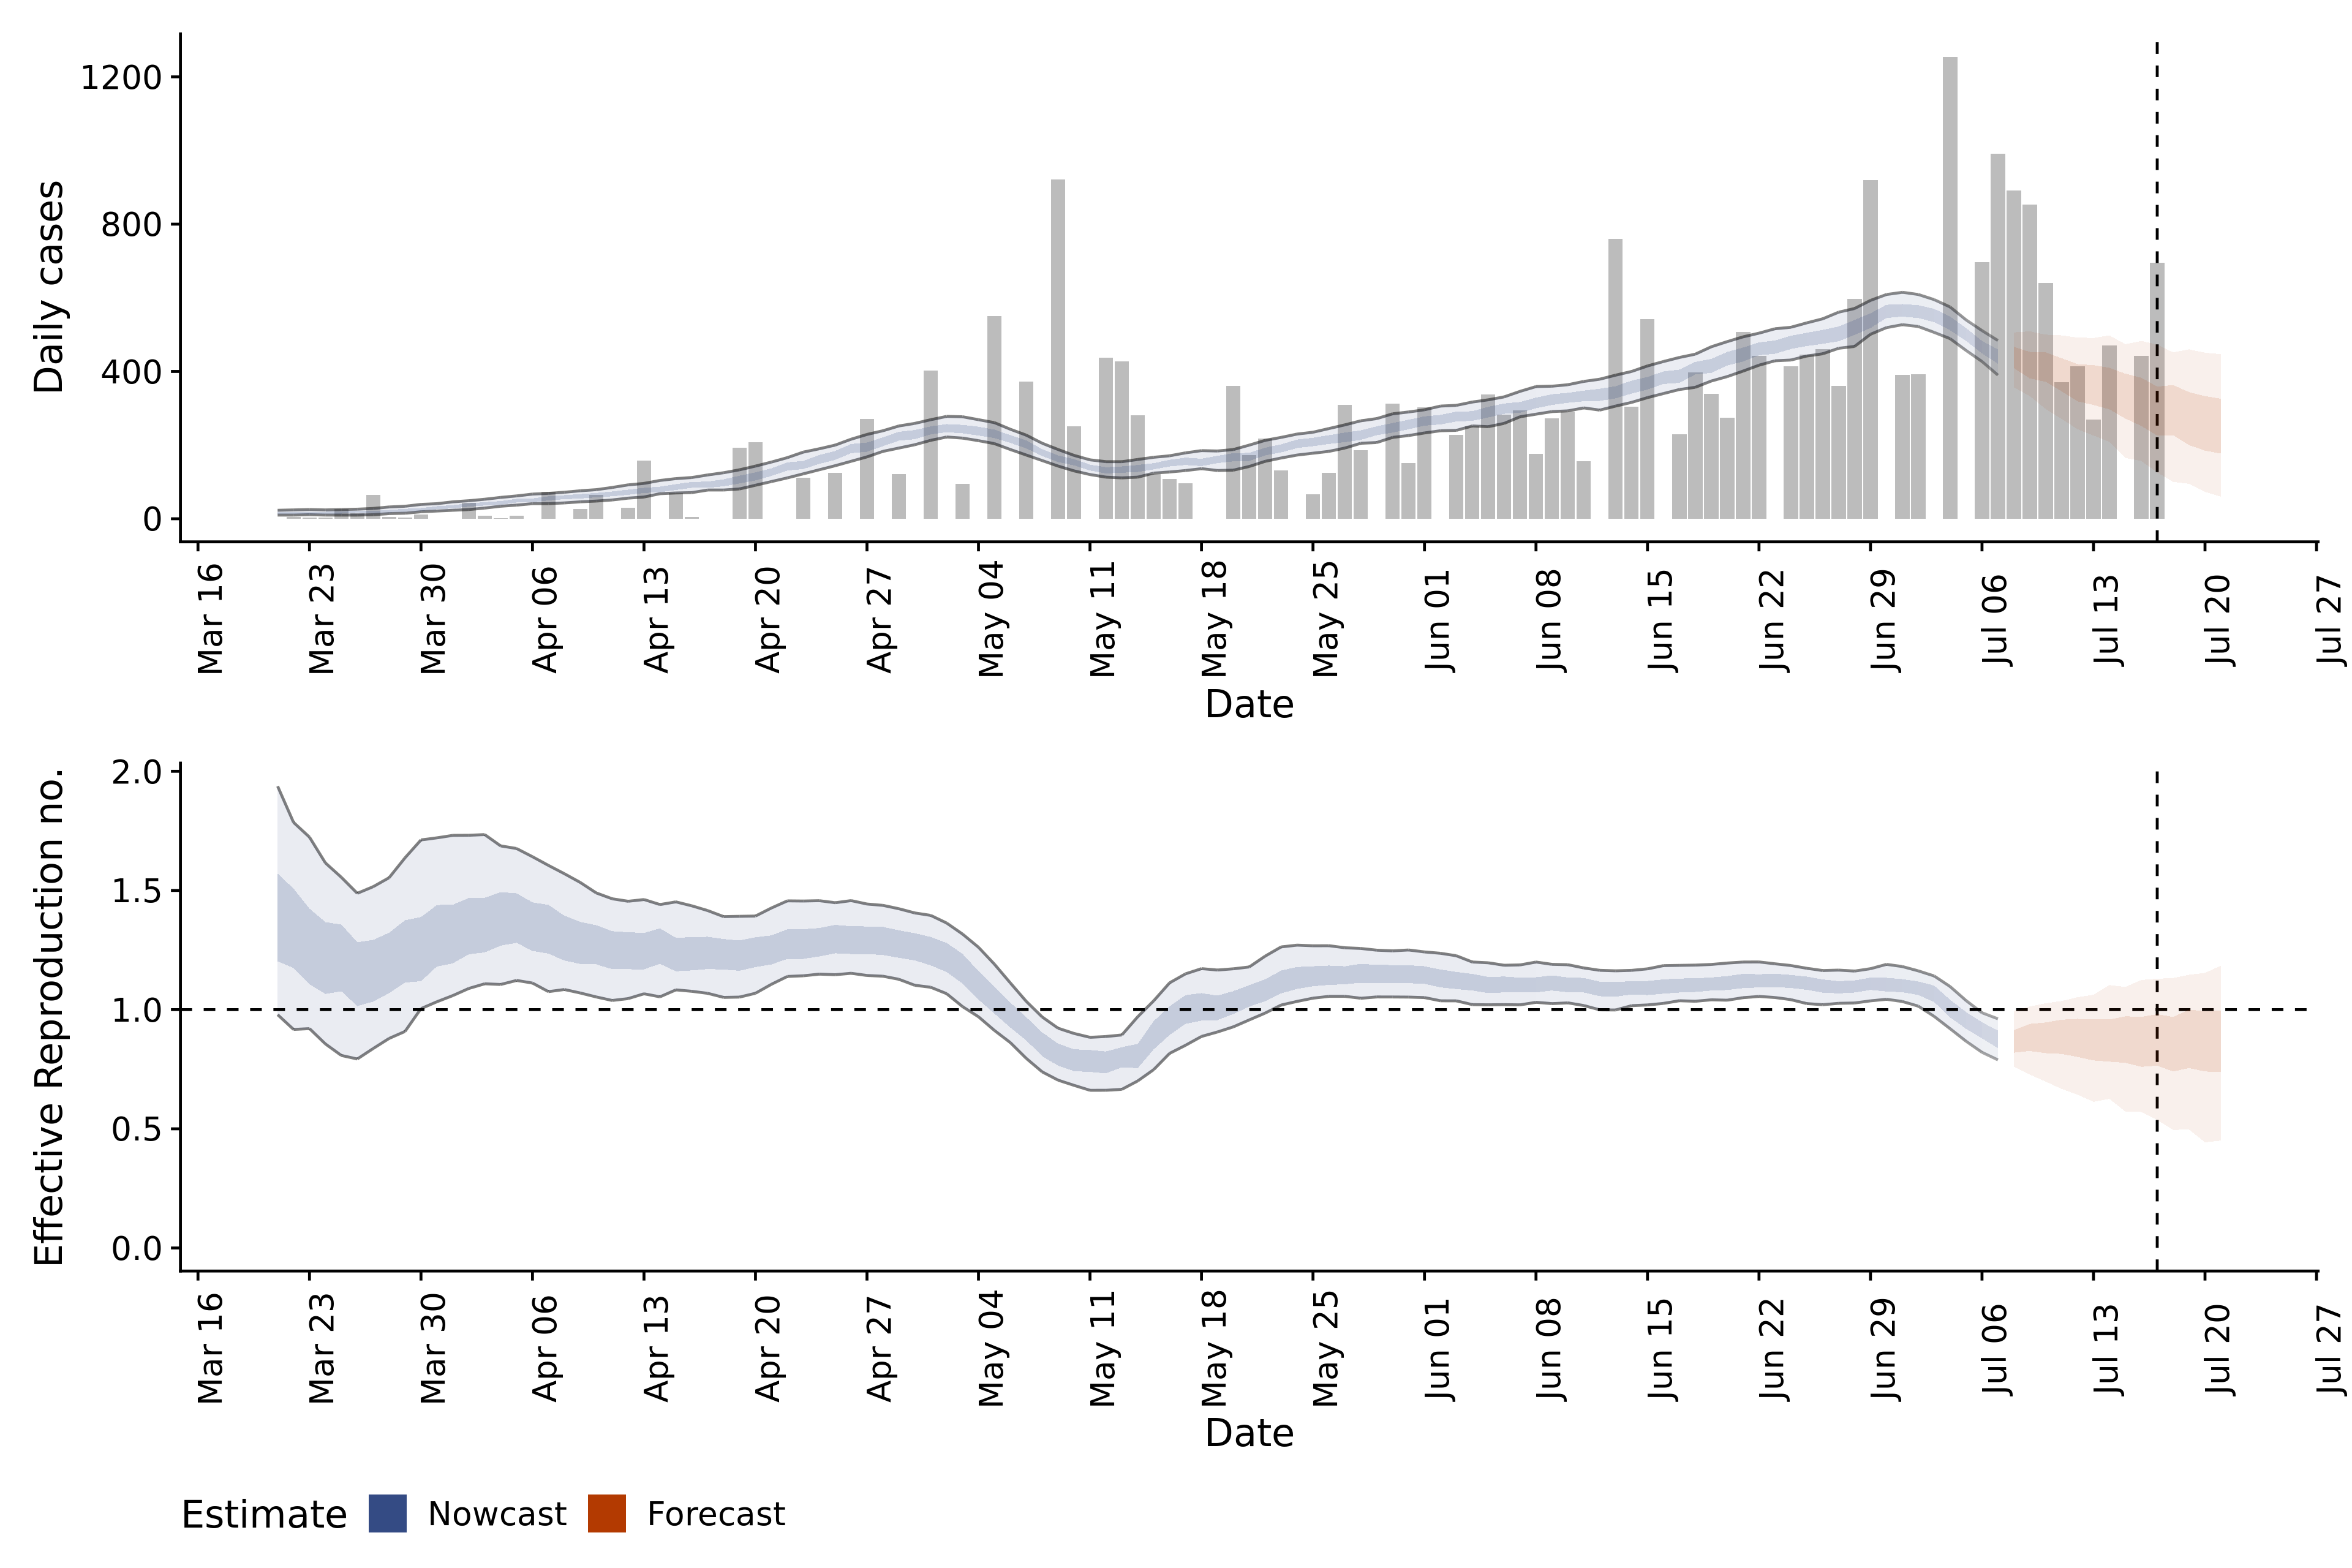 Daily cases
1200
800
400
0
Mar 16
Mar 23
Mar 30
Apr 06
Apr 13
Apr 20
Apr 27
May 04
May 11
May 18
May 25
Jun 01
Jun 08
Jun 15
Jun 22
Jun 29
Jul 06
Jul 13
Jul 20
Jul 27
Date
Effective Reproduction no.
2.0
1.5
1.0
0.5
0.0
Mar 16
Mar 23
Mar 30
Apr 06
Apr 13
Apr 20
Apr 27
May 04
May 11
May 18
May 25
Jun 01
Jun 08
Jun 15
Jun 22
Jun 29
Jul 06
Jul 13
Jul 20
Jul 27
Date
Estimate Nowcast Forecast